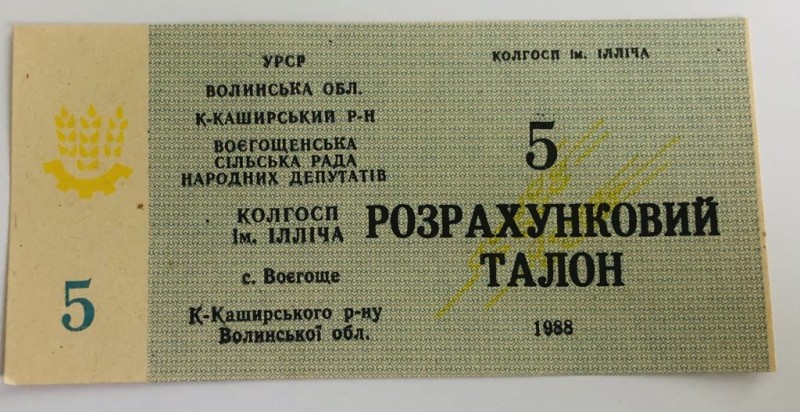 УРСР
ВОЛИНСЬКА ОБЛ.
К-КАШИРСЬКИЙ Р-Н
ВОЄГОЩЕНСЬКА
СІЛЬСЬКА РАДА
НАРОДНИХ ДЕПУТАТІВ
КОЛГОСП
Ім. ІЛЛІЧА
с. Воєгоще
К-Каширського р-ну
Волинської обл.
5
КОЛГОСП Ім. ІЛЛІЧА
5
РОЗРАХУНКОВИЙ
ТАЛОН
1988